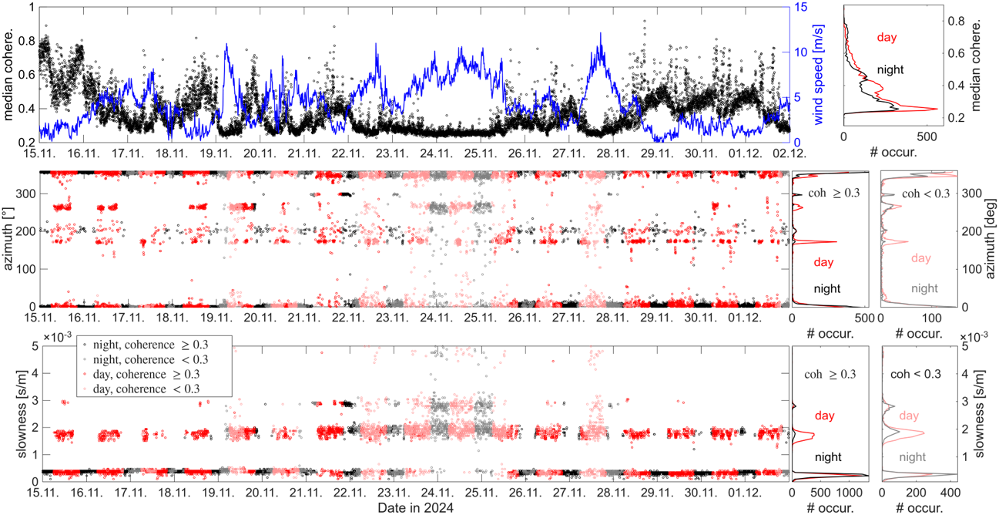 1
0.8
0.6
0.4
0.2
median cohere.
15
10
5
0
wind speed [m/s]
15.11. 16.11. 17.11. 18.11. 19.11. 20.11. 21.11. 22.11. 23.11. 24.11. 25.11. 26.11. 27.11. 28.11. 29.11. 30.11. 01.12. 02.12.
day
night
0.8
0.6
0.4
0.2
median cohere.
0 500
# occur.
300
200
100
0
azimuth [°]
15.11. 16.11. 17.11. 18.11. 19.11. 20.11. 21.11. 22.11. 23.11. 24.11. 25.11. 26.11. 27.11. 28.11. 29.11. 30.11. 01.12.
coh ≥ 0.3
day
night
0 500
# occur.
coh < 0.3
day
night
0 100
# occur.
300
200
100
0
azimuth [deg]
×10⁻³
5
4
3
2
1
0
slowness [s/m]
night, coherence ≥ 0.3
night, coherence < 0.3
day, coherence ≥ 0.3
day, coherence < 0.3
15.11. 16.11. 17.11. 18.11. 19.11. 20.11. 21.11. 22.11. 23.11. 24.11. 25.11. 26.11. 27.11. 28.11. 29.11. 30.11. 01.12.
Date in 2024
coh ≥ 0.3
day
night
0 500 1000
# occur.
coh < 0.3
day
night
0 200 400
# occur.
×10⁻³
5
4
3
2
1
slowness [s/m]